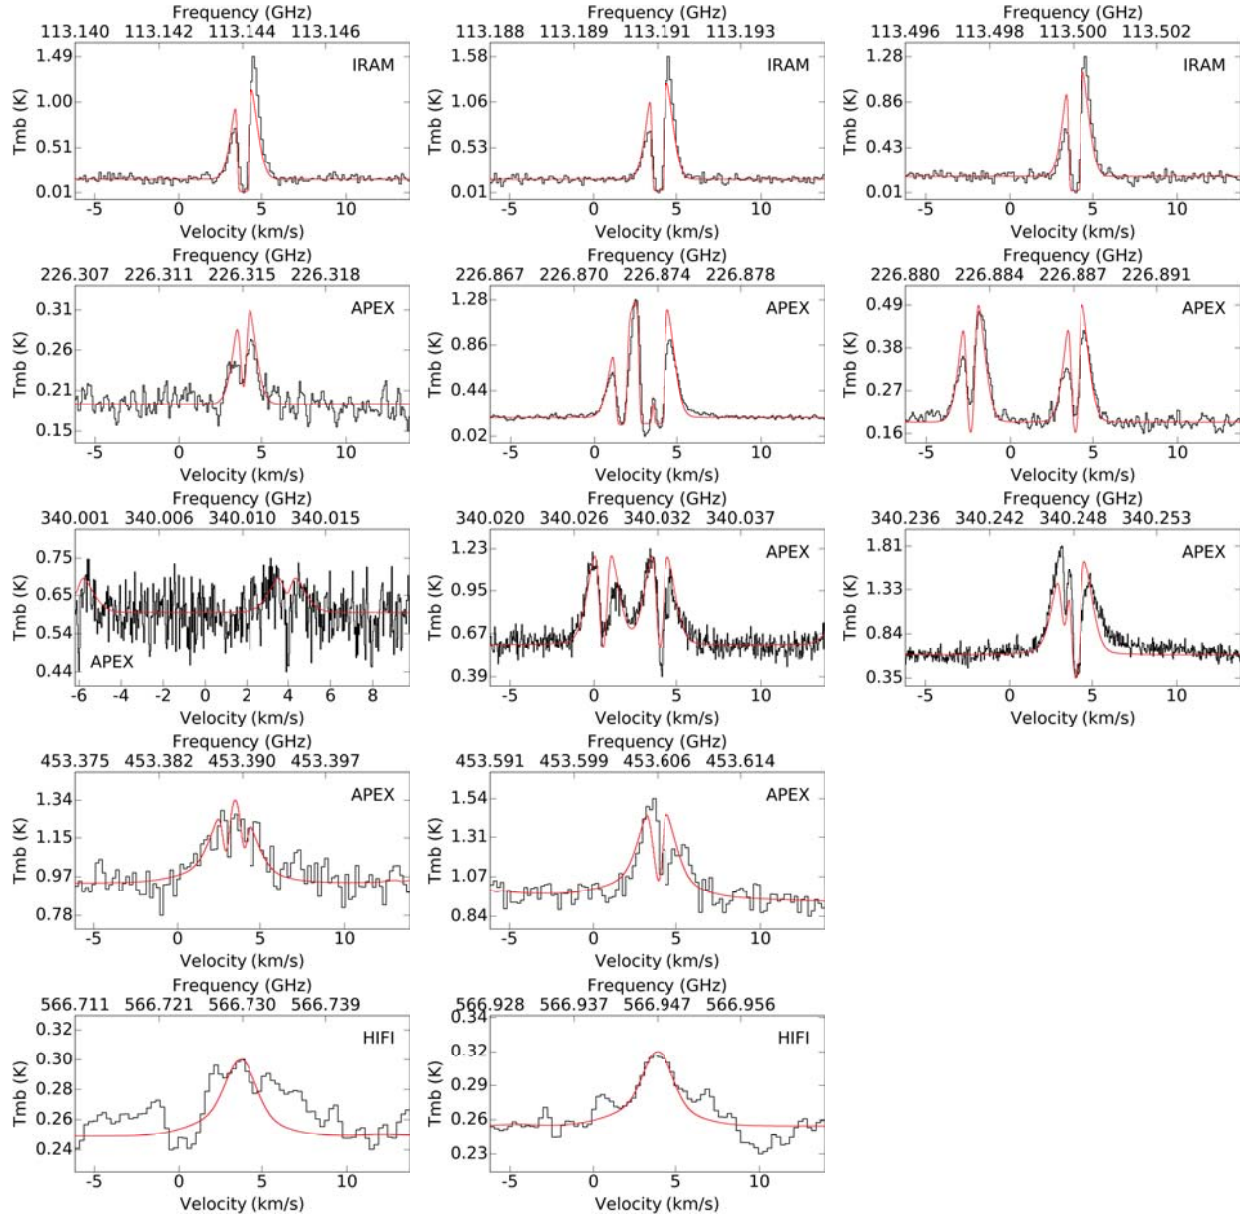 Frequency (GHz) Frequency (GHz) Frequency (GHz)
113.140 113.142 113.144 113.146 113.188 113.189 113.191 113.193 113.496 113.498 113.500 113.502
1.49 1.58 1.28
IRAM IRAM IRAM
1.00 1.06 0.86
Tmb (K) Tmb (K) Tmb (K)
0.51 0.53 0.43
0.01 0.01 0.01
-5 0 5 10 -5 0 5 10 -5 0 5 10
Velocity (km/s) Velocity (km/s) Velocity (km/s)
Frequency (GHz) Frequency (GHz) Frequency (GHz)
226.307 226.311 226.315 226.318 226.867 226.870 226.874 226.878 226.880 226.884 226.887 226.891
0.31 1.28 0.49
APEX APEX APEX
0.26 0.86 0.38
Tmb (K) Tmb (K) Tmb (K)
0.21 0.44 0.27
0.15 0.02 0.16
-5 0 5 10 -5 0 5 10 -5 0 5 10
Velocity (km/s) Velocity (km/s) Velocity (km/s)
Frequency (GHz) Frequency (GHz) Frequency (GHz)
340.001 340.006 340.010 340.015 340.020 340.026 340.032 340.037 340.236 340.242 340.248 340.253
0.75 1.23 1.81
APEX APEX
0.65 0.95 1.33
Tmb (K) Tmb (K) Tmb (K)
0.54 0.67 0.84
APEX
0.44 0.39 0.35
-6 -4 -2 0 2 4 6 8 -5 0 5 10 -5 0 5 10
Velocity (km/s) Velocity (km/s) Velocity (km/s)
Frequency (GHz) Frequency (GHz)
453.375 453.382 453.390 453.397 453.591 453.599 453.606 453.614
1.34 1.54
APEX APEX
1.15 1.31
Tmb (K) Tmb (K)
0.97 1.07
0.78 0.84
-5 0 5 10 -5 0 5 10
Velocity (km/s) Velocity (km/s)
Frequency (GHz) Frequency (GHz)
566.711 566.721 566.730 566.739 566.928 566.937 566.947 566.956
0.32 0.34
HIFI HIFI
0.30 0.32
Tmb (K) Tmb (K)
0.28 0.29
0.26 0.26
0.24 0.23
-5 0 5 10 -5 0 5 10
Velocity (km/s) Velocity (km/s)